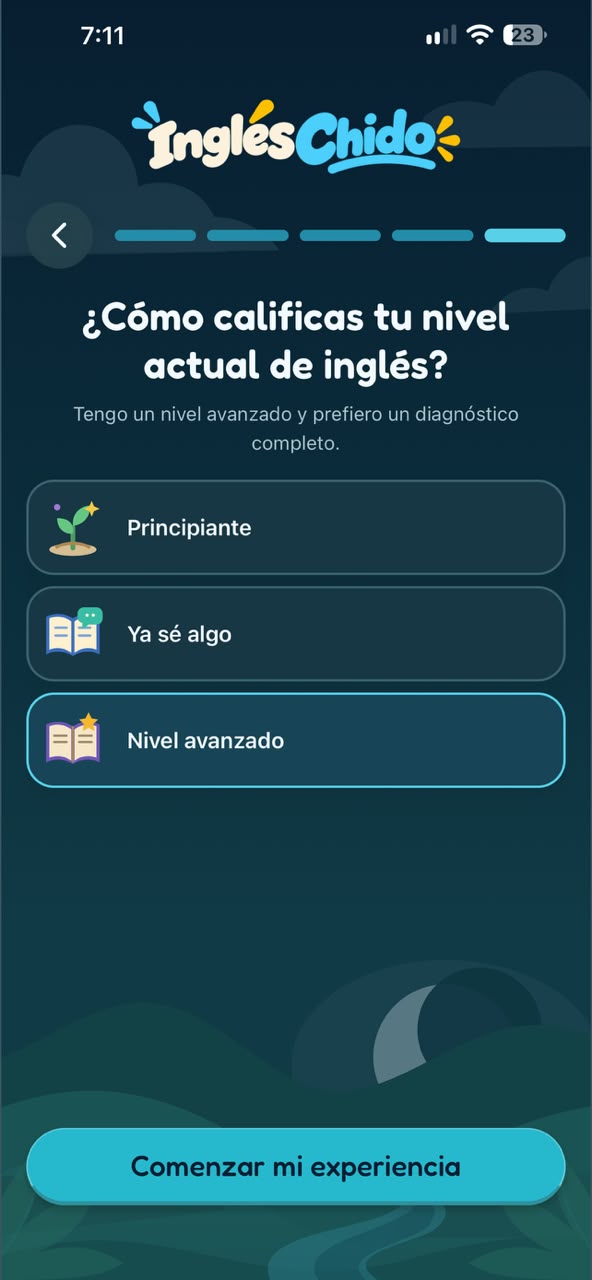 7:11
23
InglésChido
¿Cómo calificas tu nivel
actual de inglés?
Tengo un nivel avanzado y prefiero un diagnóstico
completo.
Principiante
Ya sé algo
Nivel avanzado
Comenzar mi experiencia